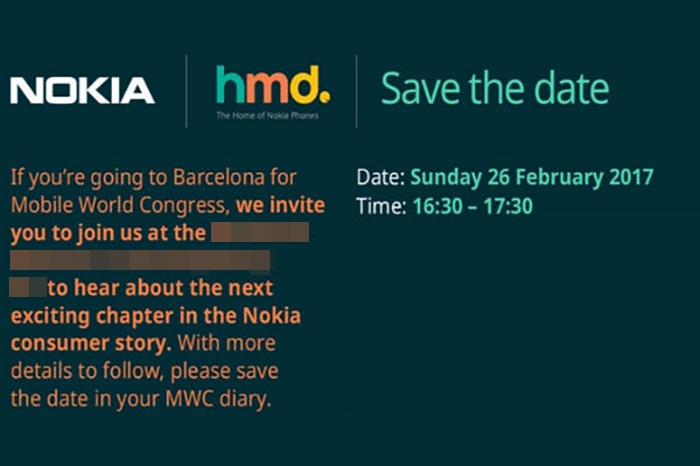 NOKIA
hmd.
The Home of Nokia Phones
Save the date
If you're going to Barcelona for
Mobile World Congress, we invite
you to join us at the
to hear about the next
exciting chapter in the Nokia
consumer story. With more
details to follow, please save
the date in your MWC diary.
Date: Sunday 26 February 2017
Time: 16:30 – 17:30